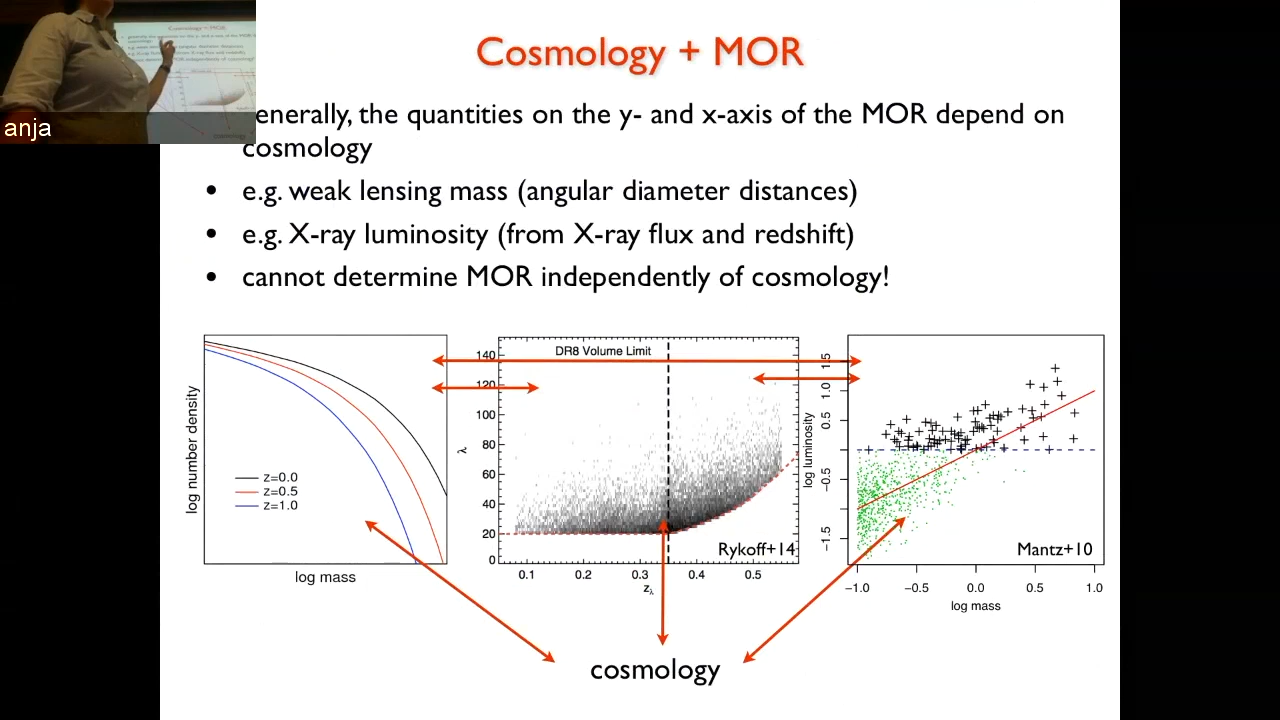 Cosmology + MOR
anja
enerally, the quantities on the y- and x-axis of the MOR depend on
cosmology
• e.g. weak lensing mass (angular diameter distances)
• e.g. X-ray luminosity (from X-ray flux and redshift)
• cannot determine MOR independently of cosmology!
log number density
z=0.0
z=0.5
z=1.0
log mass
DR8 Volume Limit
λ
140
120
100
80
60
40
20
0
Rykoff+14
0.1 0.2 0.3 0.4 0.5
zλ
log luminosity
1.5
1.0
0.5
−0.5
−1.5
Mantz+10
−1.0 −0.5 0.0 0.5 1.0
log mass
cosmology